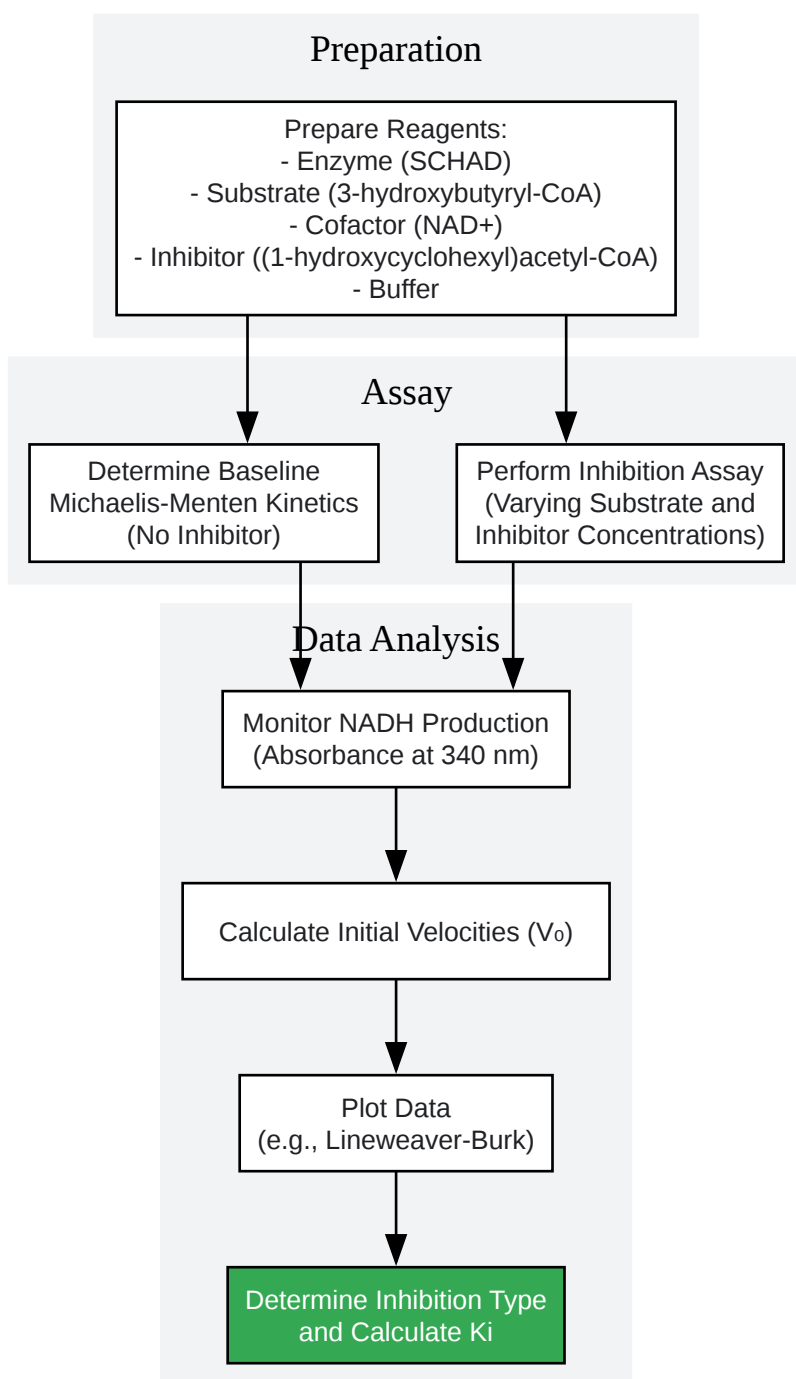 Preparation
Prepare Reagents:
- Enzyme (SCHAD)
- Substrate (3-hydroxybutyryl-CoA)
- Cofactor (NAD+)
- Inhibitor ((1-hydroxycyclohexyl)acetyl-CoA)
- Buffer
Assay
Determine Baseline
Michaelis-Menten Kinetics
(No Inhibitor)
Perform Inhibition Assay
(Varying Substrate and
Inhibitor Concentrations)
Data Analysis
Monitor NADH Production
(Absorbance at 340 nm)
Calculate Initial Velocities (V₀)
Plot Data
(e.g., Lineweaver-Burk)
Determine Inhibition Type
and Calculate Ki